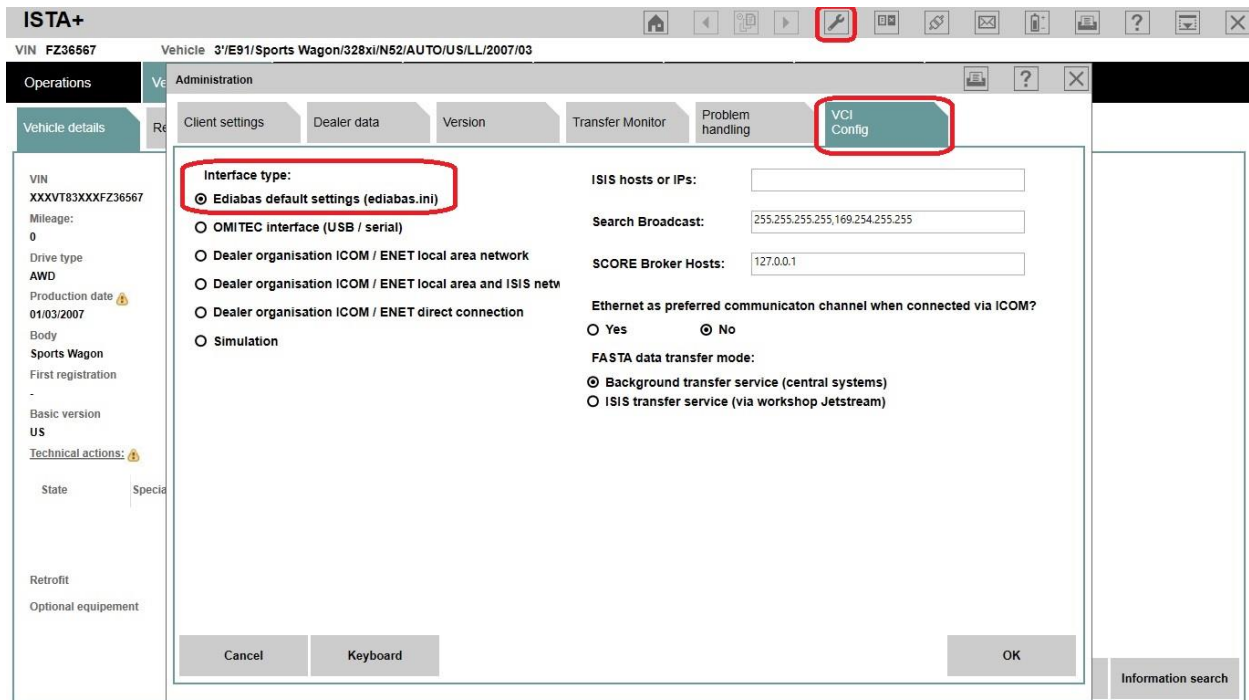 ISTA+
VIN FZ36567 Vehicle 3'/E91/Sports Wagon/328xi/N52/AUTO/US/LL/2007/03
Operations
Ve
Administration
Vehicle details
Re
Client settings
Dealer data
Version
Transfer Monitor
Problem
handling
VCI
Config
VIN
XXXVT83XXXFZ36567
Mileage:
0
Drive type
AWD
Production date
01/03/2007
Body
Sports Wagon
First registration
-
Basic version
US
Technical actions:
State Specia
Retrofit
Optional equipement
Interface type:
Ediabas default settings (ediabas.ini)
OMITEC interface (USB / serial)
Dealer organisation ICOM / ENET local area network
Dealer organisation ICOM / ENET local area and ISIS netw
Dealer organisation ICOM / ENET direct connection
Simulation
ISIS hosts or IPs:
Search Broadcast: 255.255.255.255,169.254.255.255
SCORE Broker Hosts: 127.0.0.1
Ethernet as preferred communicaton channel when connected via ICOM?
Yes No
FASTA data transfer mode:
Background transfer service (central systems)
ISIS transfer service (via workshop Jetstream)
Cancel
Keyboard
OK
Information search